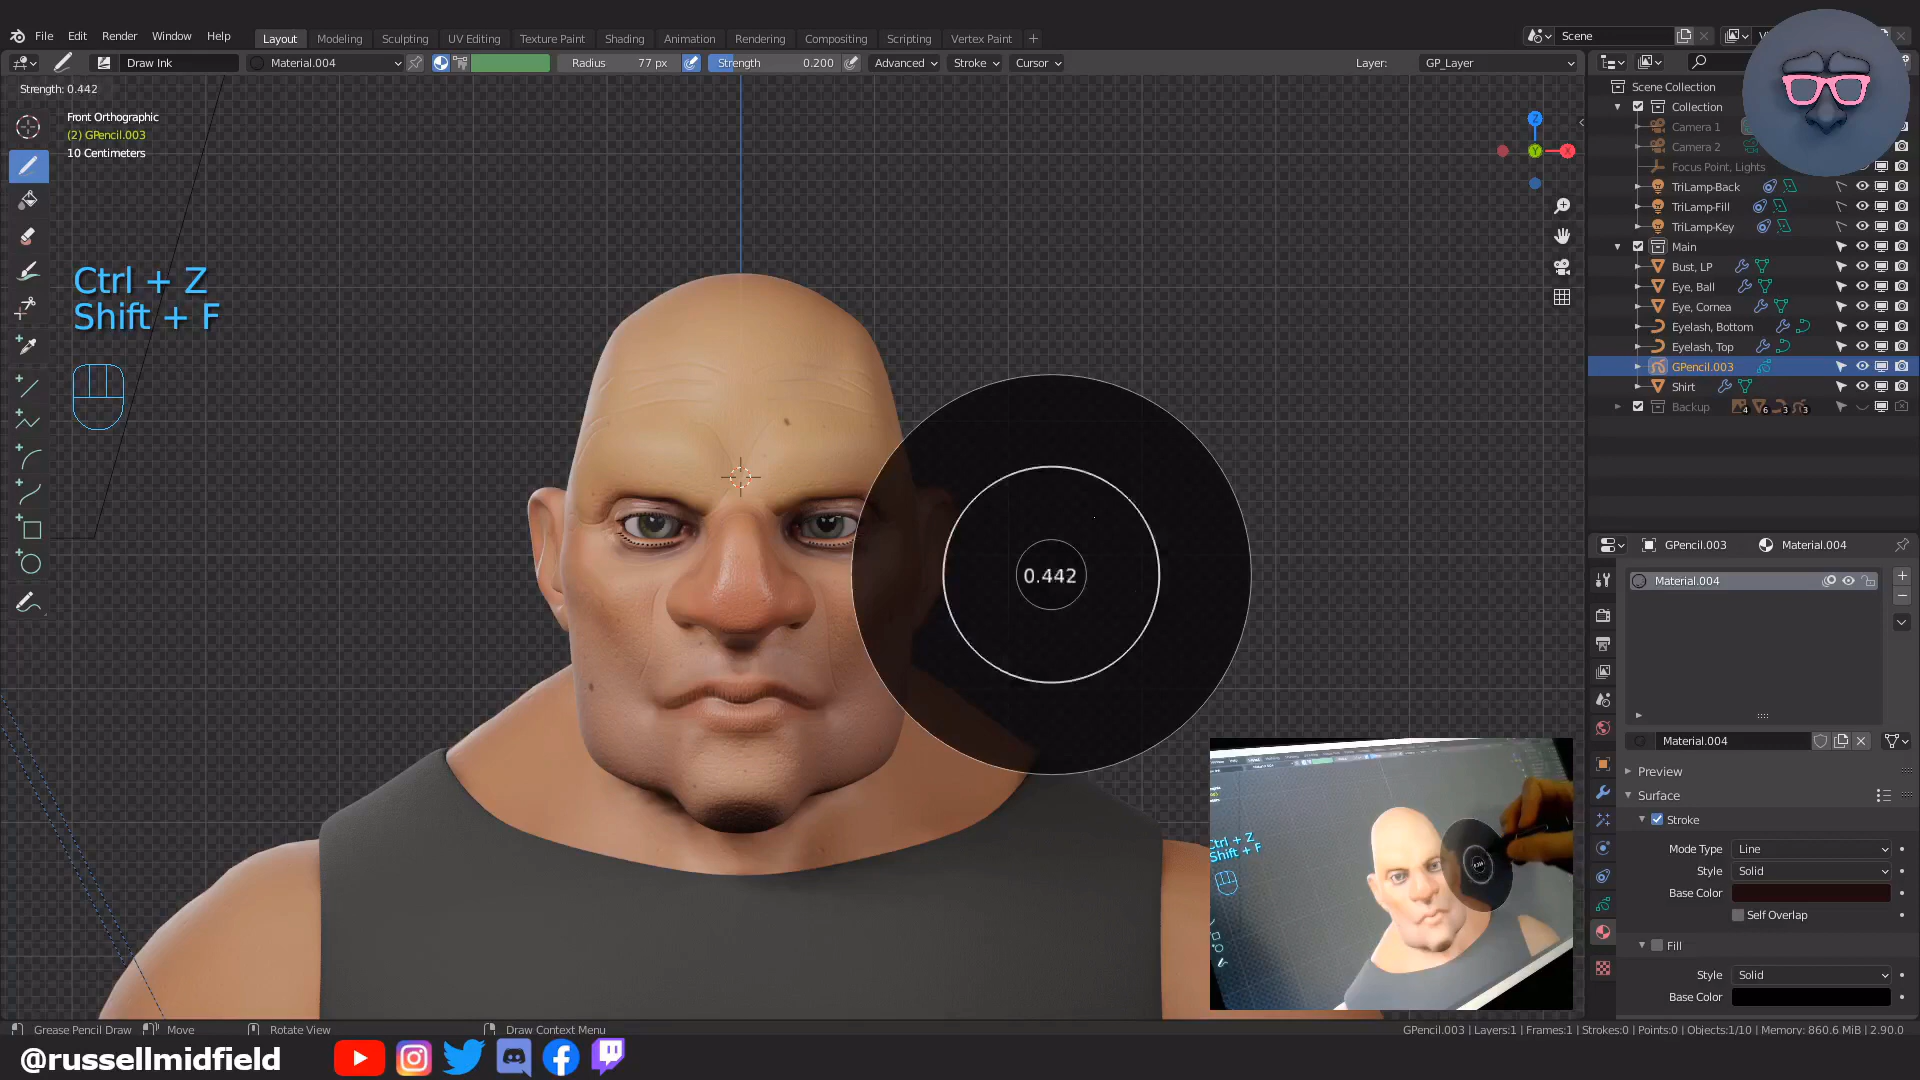 File Edit Render Window Help Layout Modeling Sculpting UV Editing Texture Paint Shading Animation Rendering Compositing Scripting Vertex Paint + Scene
Draw Ink Material.004 Radius 77 px Strength 0.200 Advanced Stroke Cursor Layer: GP_Layer
Strength: 0.442
Front Orthographic
(2) GPencil.003
10 Centimeters
Ctrl + Z
Shift + F
0.442
Z
Y
X
Scene Collection
Collection
Camera 1
Camera 2
Focus Point, Lights
TriLamp-Back
TriLamp-Fill
TriLamp-Key
Main
Bust, LP
Eye, Ball
Eye, Cornea
Eyelash, Bottom
Eyelash, Top
GPencil.003
Shirt
Backup 4 6 3 3
GPencil.003 Material.004
Material.004
Material.004
Preview
Surface
Stroke
Mode Type Line
Style Solid
Base Color
Self Overlap
Fill
Style Solid
Base Color
Ctrl + Z
Shift + F
Grease Pencil Draw Move Rotate View Draw Context Menu GPencil.003 | Layers:1 | Frames:1 | Strokes:0 | Points:0 | Objects:1/10 | Memory: 860.6 MiB | 2.90.0
@russellmidfield